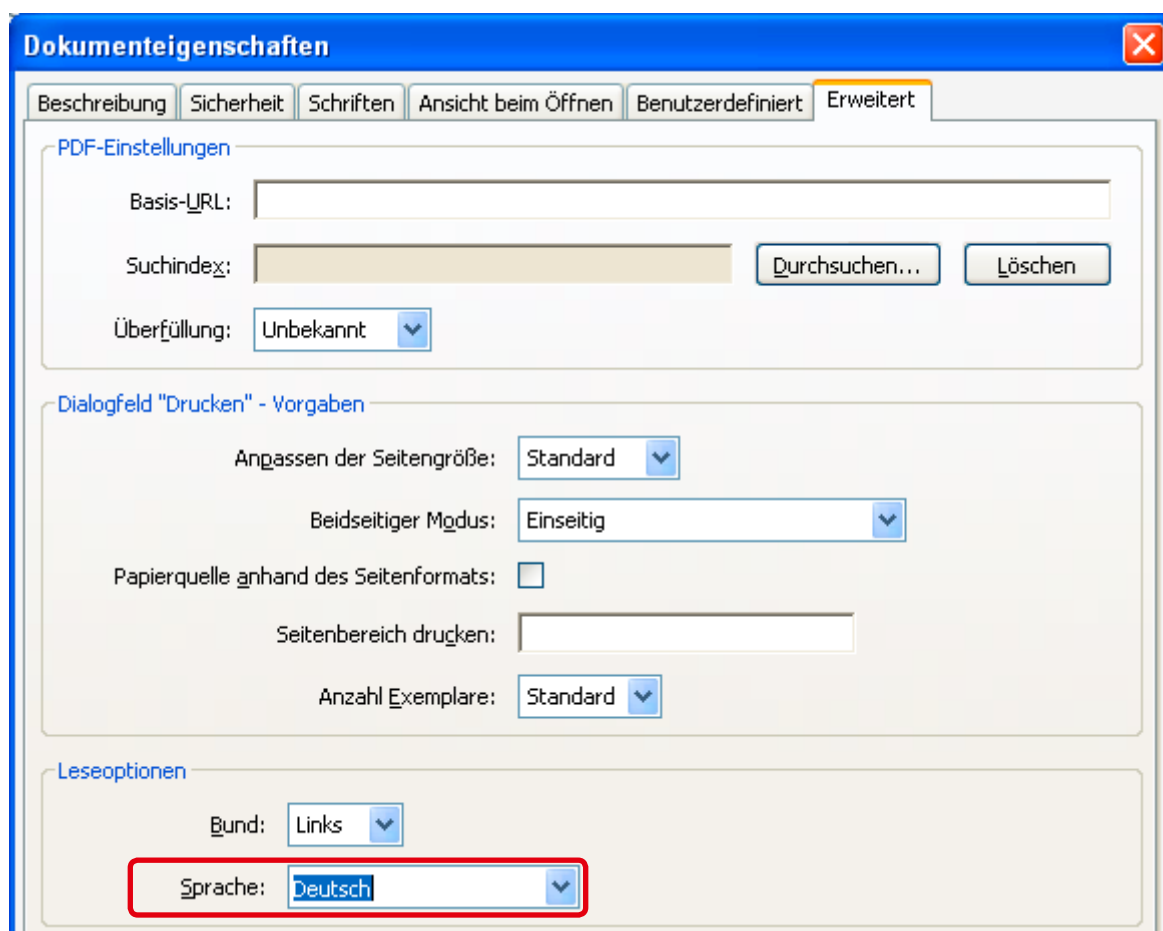 Dokumenteigenschaften
Beschreibung Sicherheit Schriften Ansicht beim Öffnen Benutzerdefiniert Erweitert
PDF-Einstellungen
Basis-URL:
Suchindex: Durchsuchen... Löschen
Überfüllung: Unbekannt
Dialogfeld "Drucken" - Vorgaben
Anpassen der Seitengröße: Standard
Beidseitiger Modus: Einseitig
Papierquelle anhand des Seitenformats:
Seitenbereich drucken:
Anzahl Exemplare: Standard
Leseoptionen
Bund: Links
Sprache: Deutsch